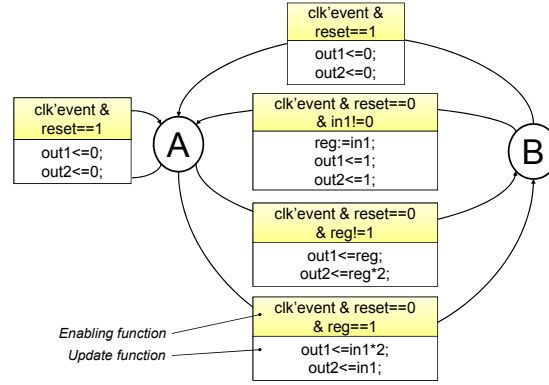 clk'event &
reset==1
out1<=0;
out2<=0;
clk'event &
reset==1
out1<=0;
out2<=0;
A
clk'event & reset==0
& in1!=0
reg:=in1;
out1<=1;
out2<=1;
B
clk'event & reset==0
& reg!=1
out1<=reg;
out2<=reg*2;
clk'event & reset==0
& reg==1
out1<=in1*2;
out2<=in1;
Enabling function
Update function